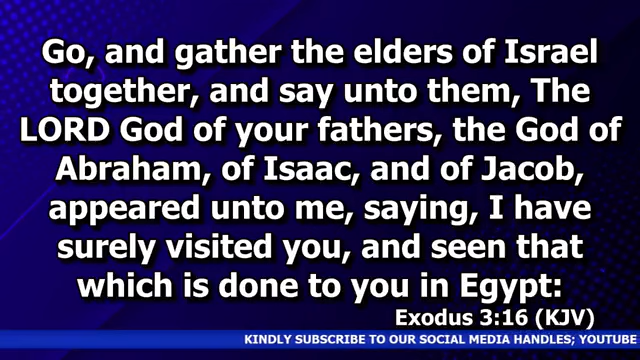 Go, and gather the elders of Israel
together, and say unto them, The
LORD God of your fathers, the God of
Abraham, of Isaac, and of Jacob,
appeared unto me, saying, I have
surely visited you, and seen that
which is done to you in Egypt:
Exodus 3:16 (KJV)
KINDLY SUBSCRIBE TO OUR SOCIAL MEDIA HANDLES; YOUTUBE